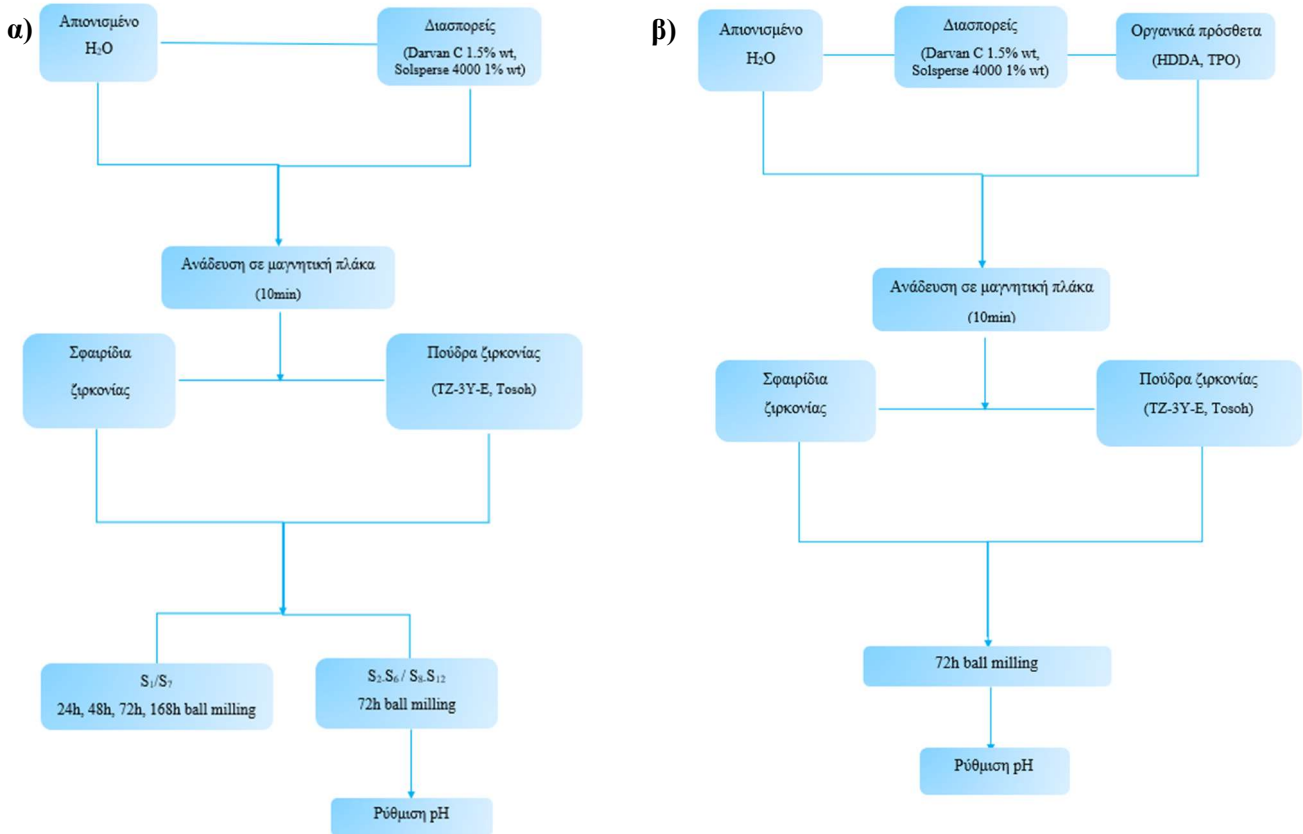 α)
Απιονισμένο
H₂O
Διασπορείς
(Darvan C 1.5% wt,
Solsperse 4000 1% wt)
Ανάδευση σε μαγνητική πλάκα
(10min)
Σφαιρίδια
ζιρκονίας
Πούδρα ζιρκονίας
(TZ-3Y-E, Tosoh)
S₁/S₇
24h, 48h, 72h, 168h ball milling
S₂-S₆ / S₈-S₁₂
72h ball milling
Ρύθμιση pH
β)
Απιονισμένο
H₂O
Διασπορείς
(Darvan C 1.5% wt,
Solsperse 4000 1% wt)
Οργανικά πρόσθετα
(HDDA, TPO)
Ανάδευση σε μαγνητική πλάκα
(10min)
Σφαιρίδια
ζιρκονίας
Πούδρα ζιρκονίας
(TZ-3Y-E, Tosoh)
72h ball milling
Ρύθμιση pH